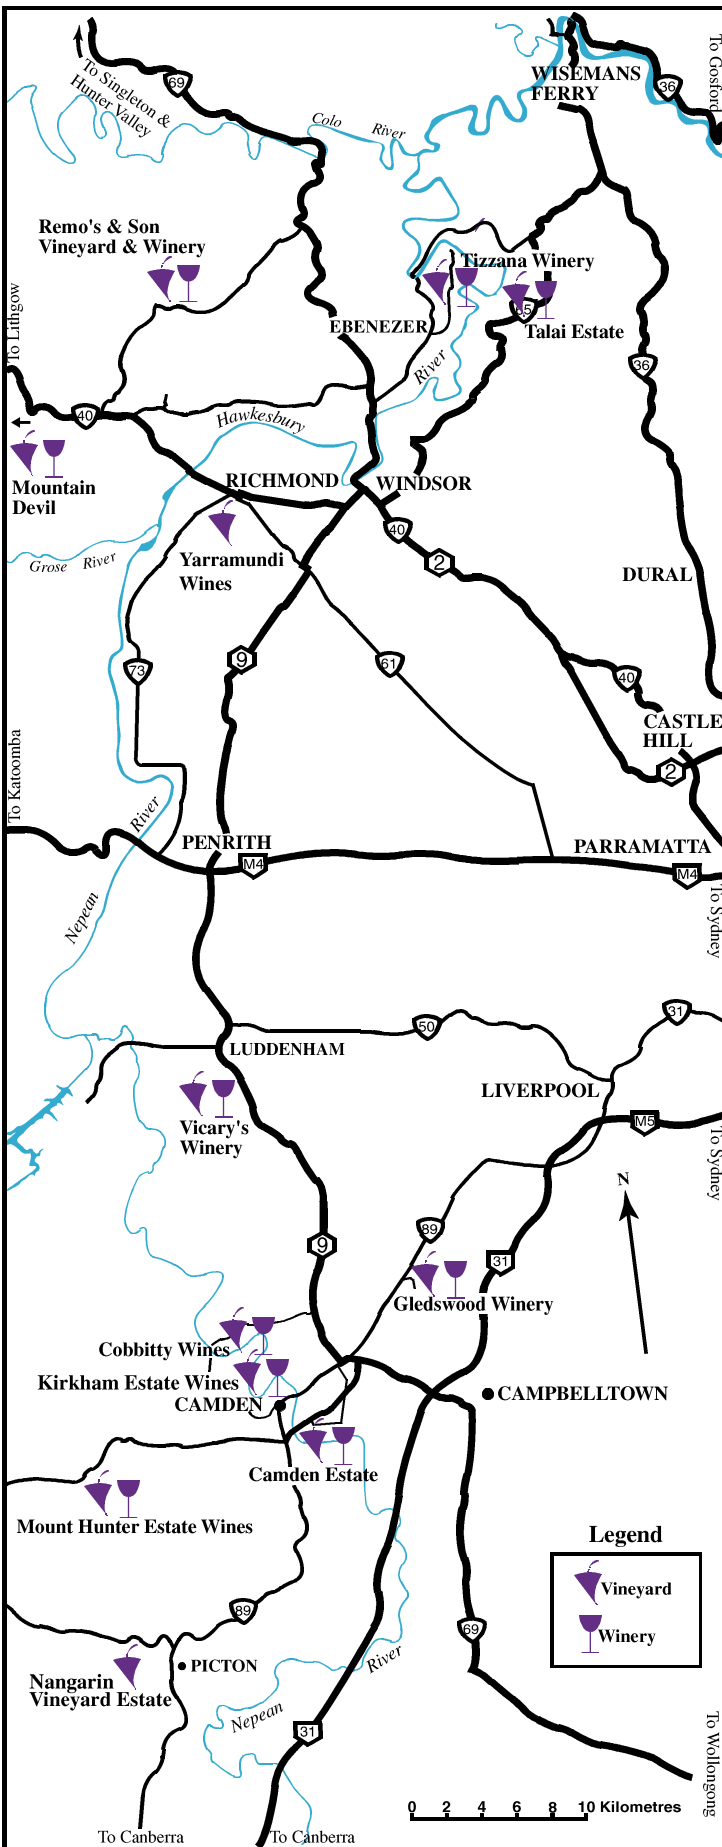 To Singleton &
Hunter Valley
69
Colo River
WISEMANS
FERRY
36
To Gosford
Remo's & Son
Vineyard & Winery
Tizzana Winery
65
Talai Estate
EBENEZER
River
To Lithgow
36
40
Hawkesbury
Mountain
Devil
RICHMOND
WINDSOR
40
2
Grose River
Yarramundi
Wines
DURAL
73
9
61
40
CASTLE
HILL
2
To Katoomba
River
PENRITH
M4
PARRAMATTA
M4
To Sydney
Nepean
50
31
LUDDENHAM
LIVERPOOL
M5
To Sydney
Vicary's
Winery
N
89
9
31
Gledswood Winery
Cobbitty Wines
Kirkham Estate Wines
CAMDEN
CAMPBELLTOWN
Camden Estate
Mount Hunter Estate Wines
Legend
Vineyard
Winery
89
69
PICTON
Nangarin
Vineyard Estate
River
Nepean
31
To Wollongong
0 2 4 6 8 10 Kilometres
To Canberra
To Canberra